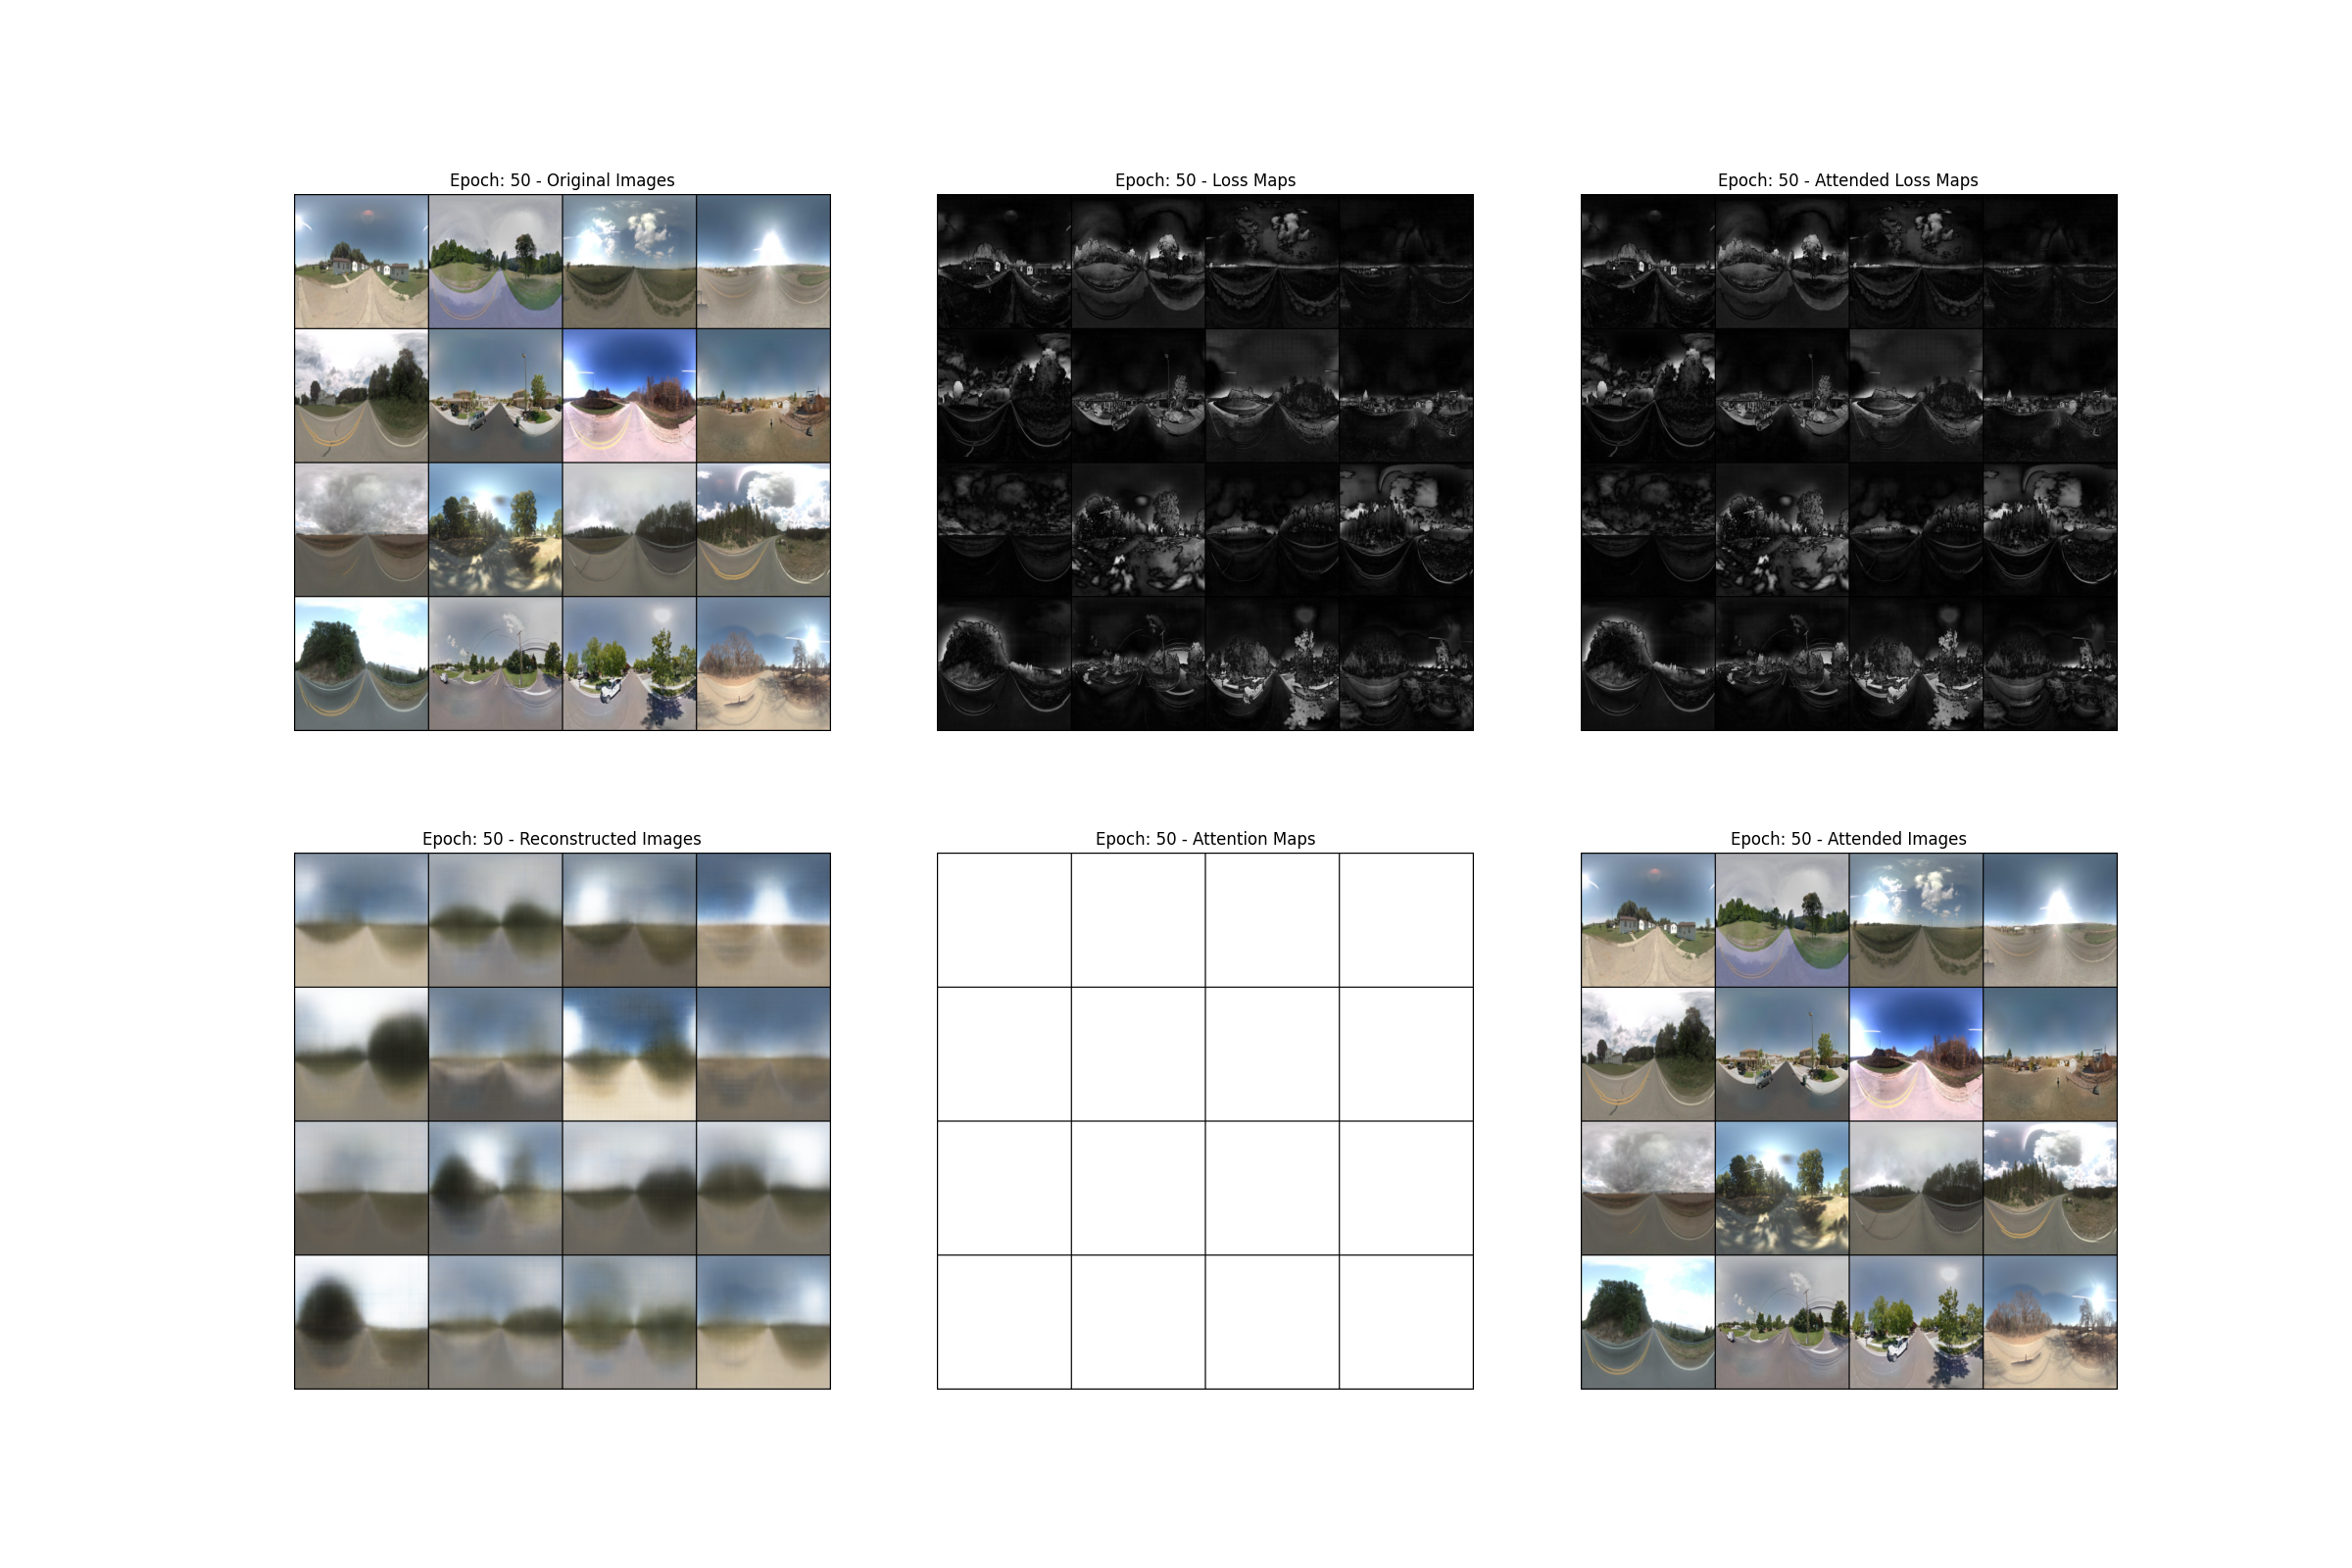 Epoch: 50 - Original Images
Epoch: 50 - Loss Maps
Epoch: 50 - Attended Loss Maps
Epoch: 50 - Reconstructed Images
Epoch: 50 - Attention Maps
Epoch: 50 - Attended Images